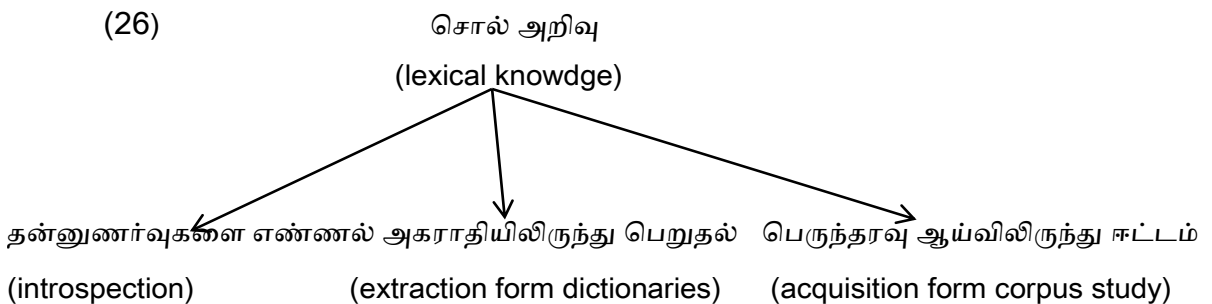 (26) சொல் அறிவு
(lexical knowdge)
தன்னுணர்வுகளை எண்ணல் அகராதியிலிருந்து பெறுதல் பெருந்தரவு ஆய்விலிருந்து ஈட்டம்
(introspection) (extraction form dictionaries) (acquisition form corpus study)